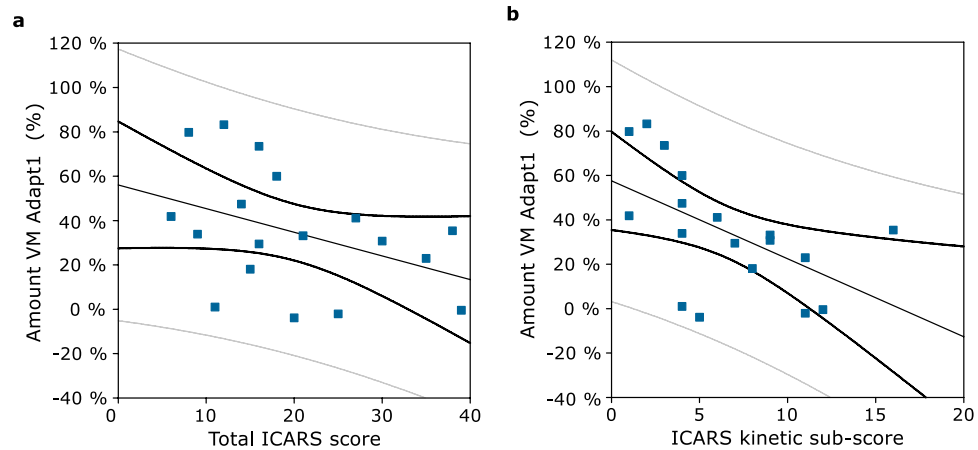 a
120 %
100 %
80 %
60 %
40 %
20 %
0 %
-20 %
-40 %
Amount VM Adapt1 (%)
0 10 20 30 40
Total ICARS score
b
120 %
100 %
80 %
60 %
40 %
20 %
0 %
-20 %
-40 %
Amount VM Adapt1 (%)
0 5 10 15 20
ICARS kinetic sub-score